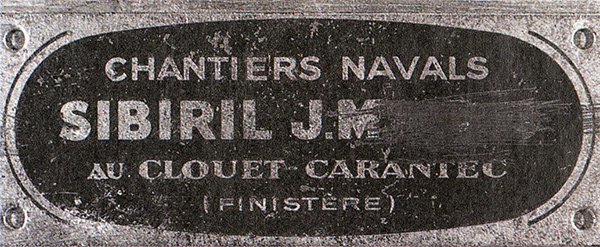 CHANTIERS NAVALS
SIBIRIL J.M
AU CLOUET CARANTEC
(FINISTÈRE)